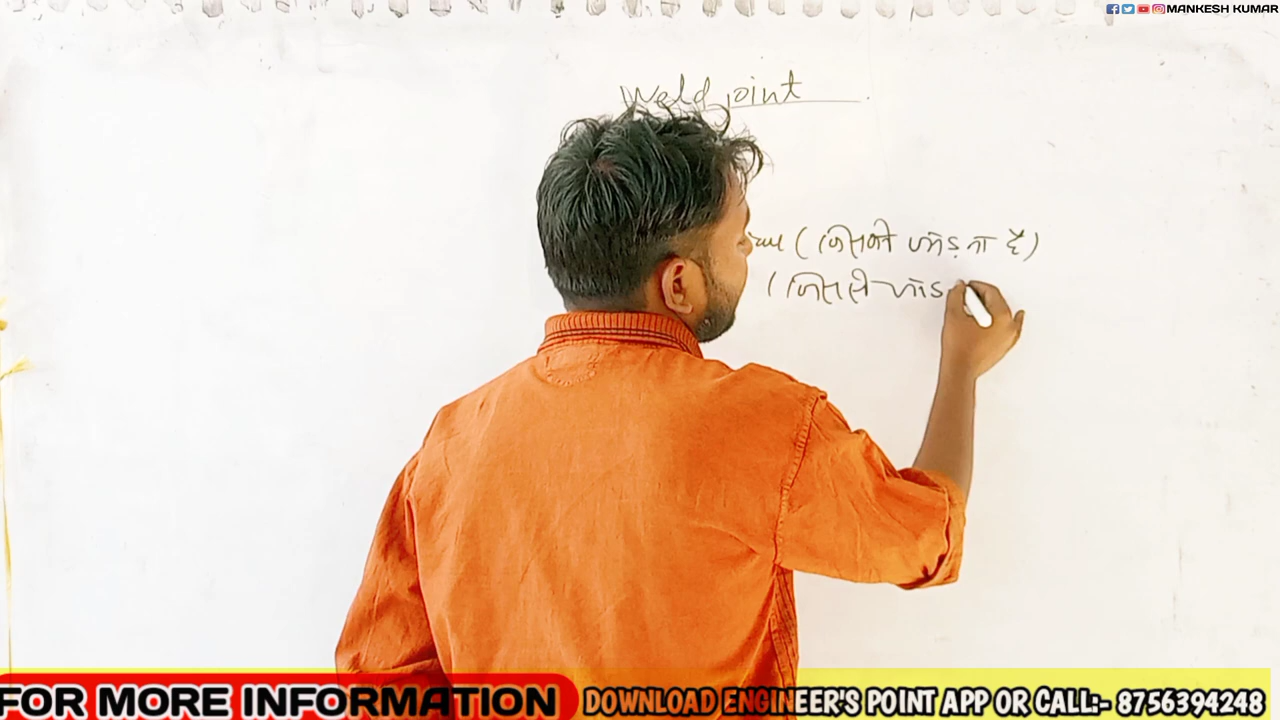 MANKESH KUMAR
Weld joint
( जिसको जोड़ना है)
( जिससे जोड़
FOR MORE INFORMATION DOWNLOAD ENGINEER'S POINT APP OR CALL:- 8756394248